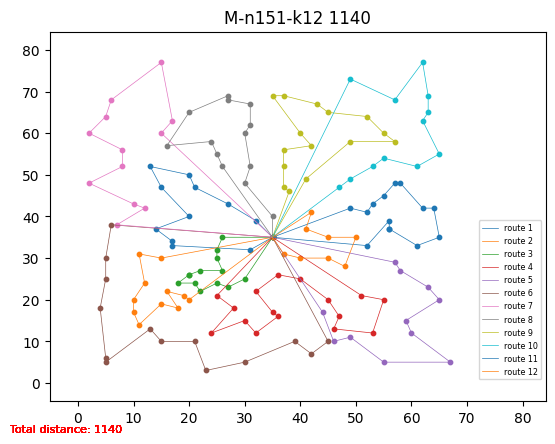 M-n151-k12 1140
80
70
60
50
40
30
20
10
0
route 1
route 2
route 3
route 4
route 5
route 6
route 7
route 8
route 9
route 10
route 11
route 12
0 10 20 30 40 50 60 70 80
Total distance: 1140